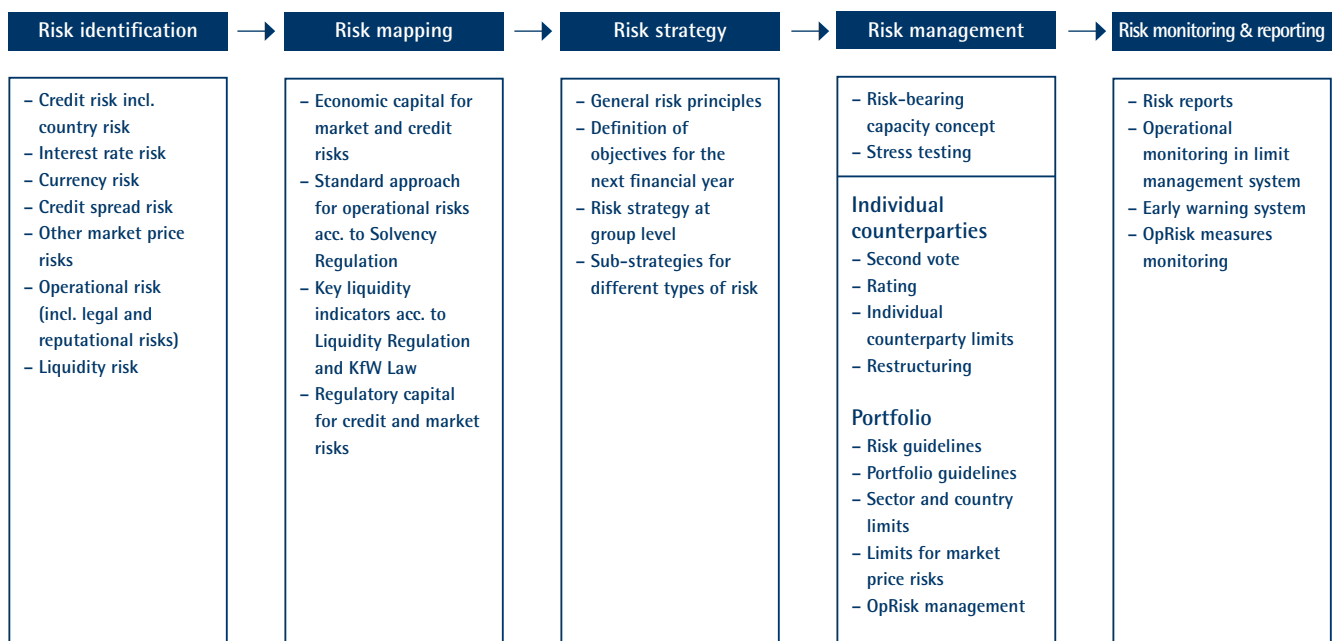 Risk identification
Risk mapping
Risk strategy
Risk management
Risk monitoring & reporting
– Credit risk incl.
country risk
– Interest rate risk
– Currency risk
– Credit spread risk
– Other market price
risks
– Operational risk
(incl. legal and
reputational risks)
– Liquidity risk
– Economic capital for
market and credit
risks
– Standard approach
for operational risks
acc. to Solvency
Regulation
– Key liquidity
indicators acc. to
Liquidity Regulation
and KfW Law
– Regulatory capital
for credit and market
risks
– General risk principles
– Definition of
objectives for the
next financial year
– Risk strategy at
group level
– Sub-strategies for
different types of risk
– Risk-bearing
capacity concept
– Stress testing
Individual
counterparties
– Second vote
– Rating
– Individual
counterparty limits
– Restructuring
Portfolio
– Risk guidelines
– Portfolio guidelines
– Sector and country
limits
– Limits for market
price risks
– OpRisk management
– Risk reports
– Operational
monitoring in limit
management system
– Early warning system
– OpRisk measures
monitoring